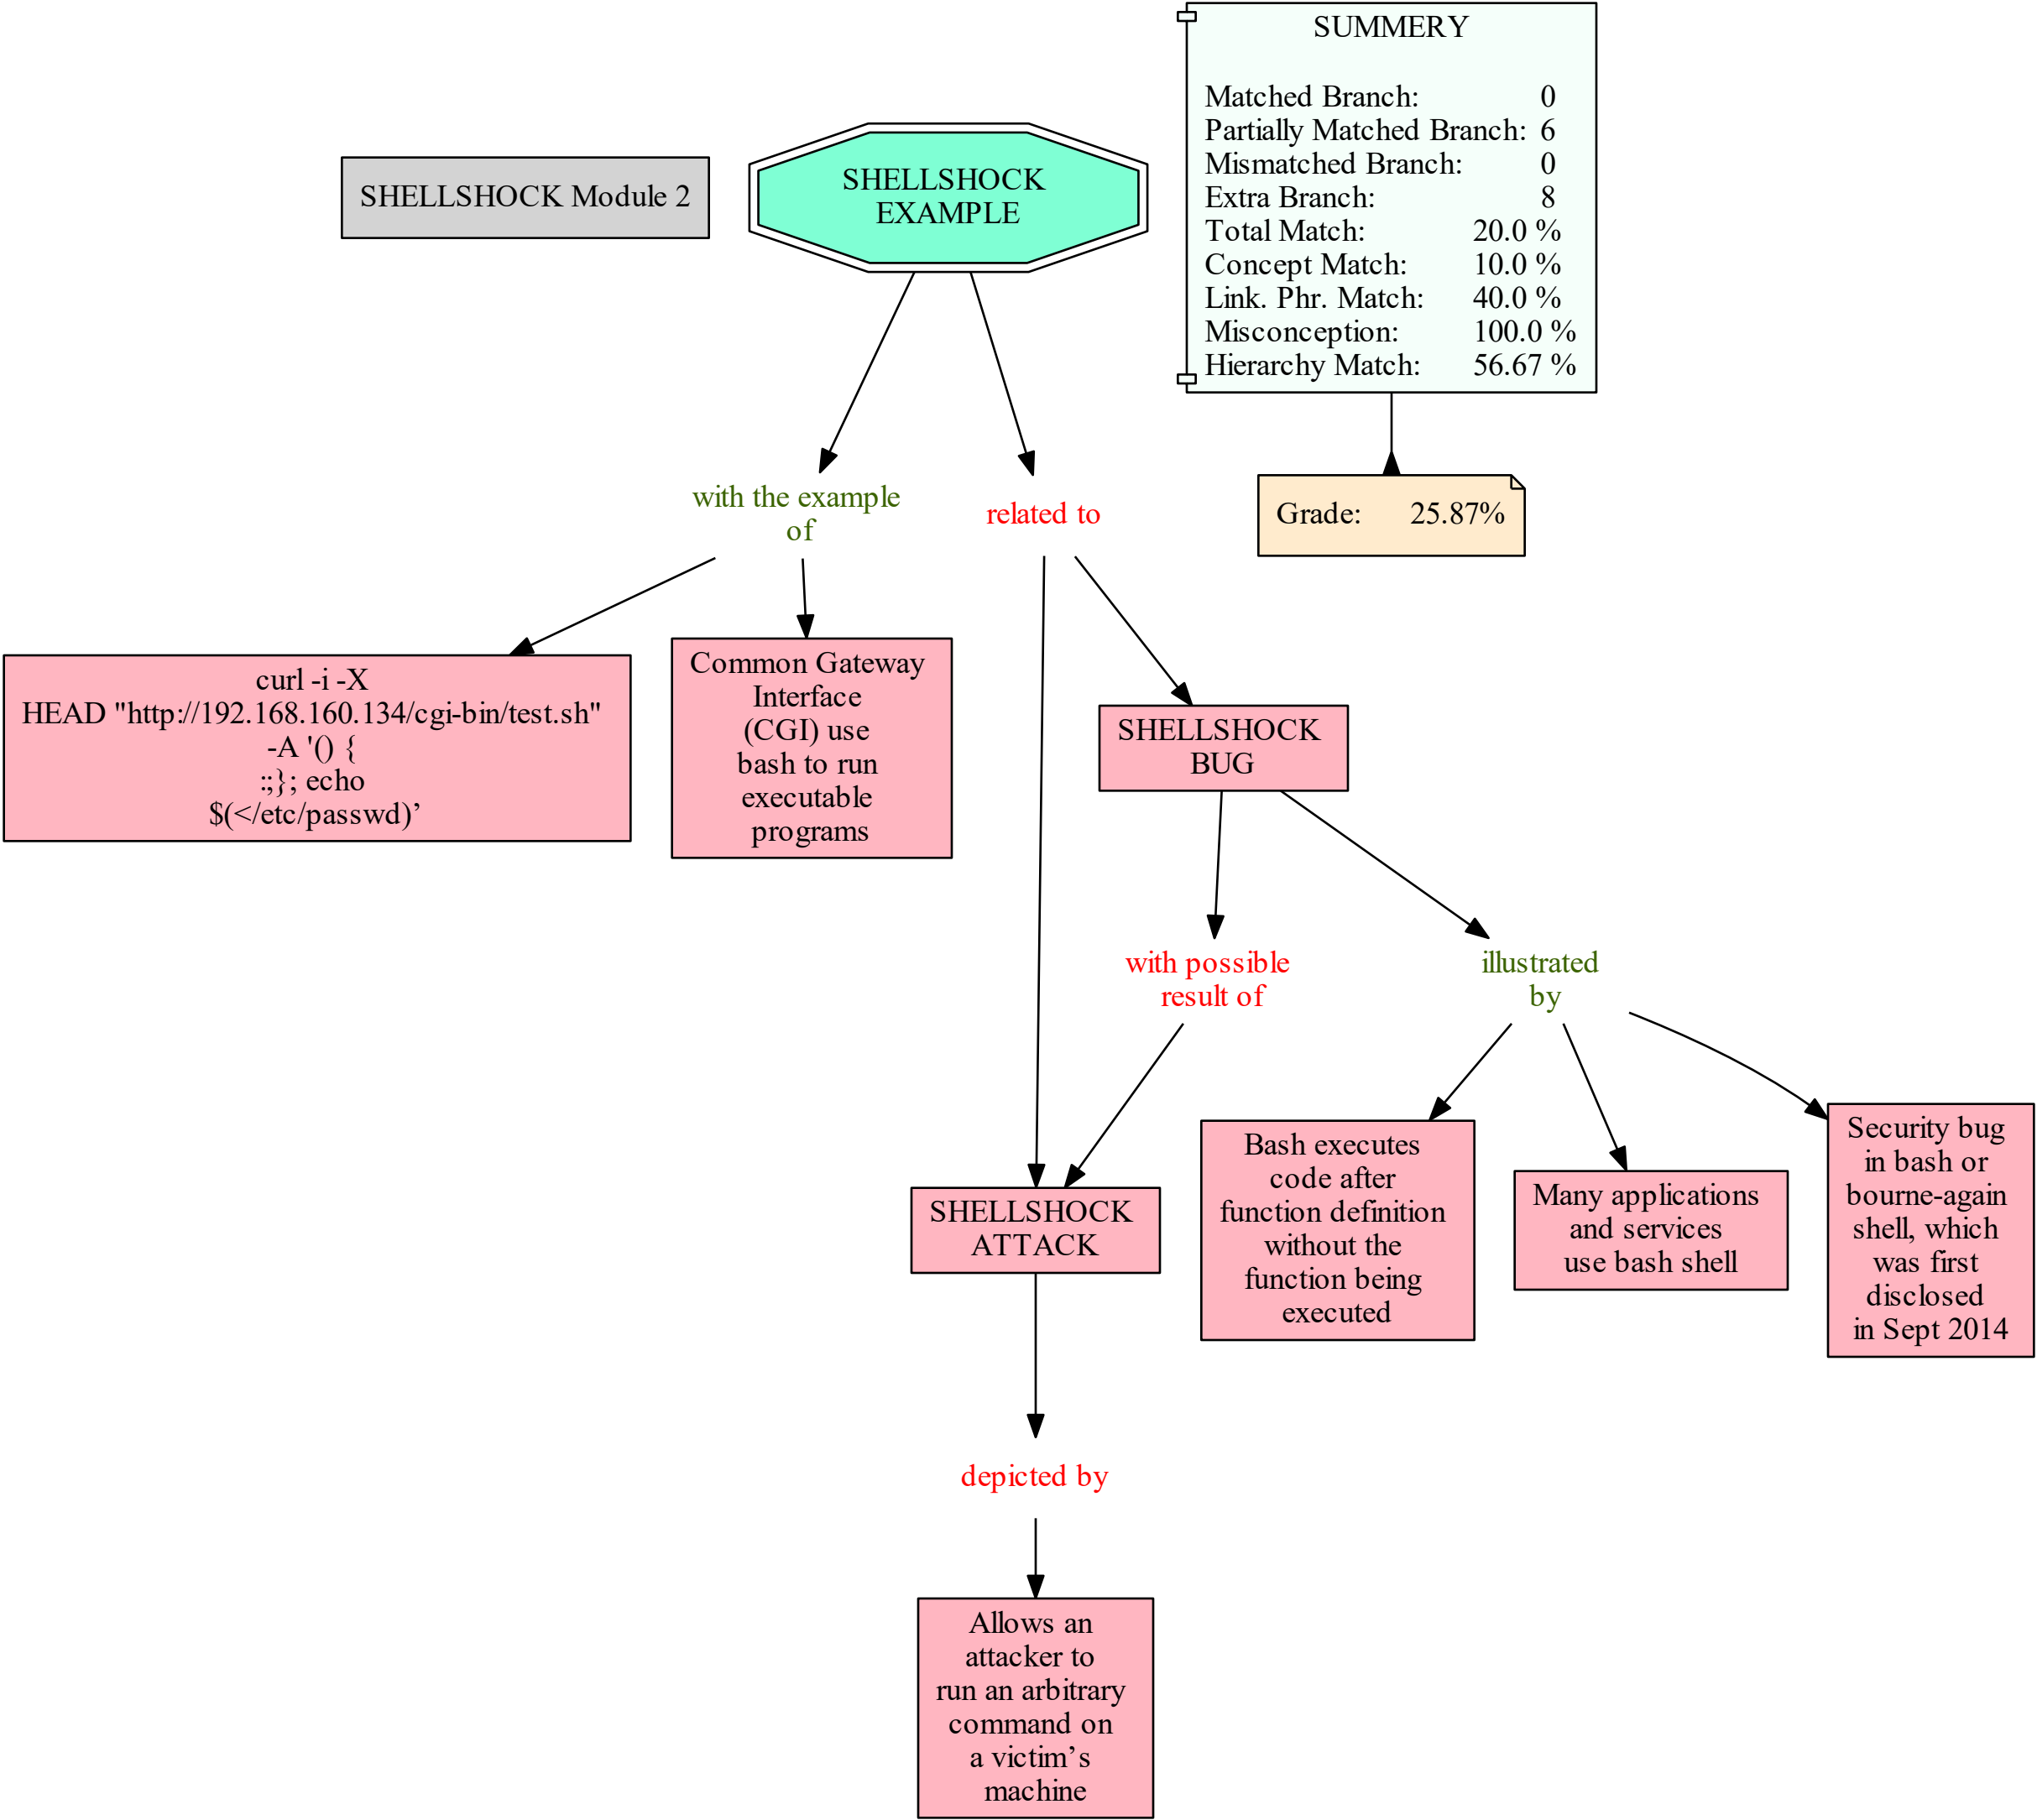 SUMMERY
Matched Branch: 0
Partially Matched Branch: 6
Mismatched Branch: 0
Extra Branch: 8
Total Match: 20.0 %
Concept Match: 10.0 %
Link. Phr. Match: 40.0 %
Misconception: 100.0 %
Hierarchy Match: 56.67 %
SHELLSHOCK Module 2
SHELLSHOCK
EXAMPLE
Grade: 25.87%
with the example
of
related to
curl -i -X
HEAD "http://192.168.160.134/cgi-bin/test.sh"
-A '() {
:;}; echo
$(</etc/passwd)’
Common Gateway
Interface
(CGI) use
bash to run
executable
programs
SHELLSHOCK
BUG
with possible
result of
illustrated
by
SHELLSHOCK
ATTACK
Bash executes
code after
function definition
without the
function being
executed
Many applications
and services
use bash shell
Security bug
in bash or
bourne-again
shell, which
was first
disclosed
in Sept 2014
depicted by
Allows an
attacker to
run an arbitrary
command on
a victim’s
machine